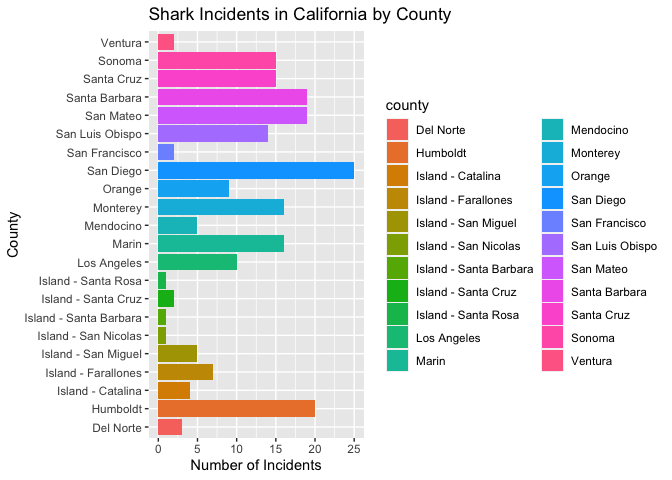 Shark Incidents in California by County
County
Ventura
Sonoma
Santa Cruz
Santa Barbara
San Mateo
San Luis Obispo
San Francisco
San Diego
Orange
Monterey
Mendocino
Marin
Los Angeles
Island - Santa Rosa
Island - Santa Cruz
Island - Santa Barbara
Island - San Nicolas
Island - San Miguel
Island - Farallones
Island - Catalina
Humboldt
Del Norte
0 5 10 15 20 25
Number of Incidents
county
Del Norte
Humboldt
Island - Catalina
Island - Farallones
Island - San Miguel
Island - San Nicolas
Island - Santa Barbara
Island - Santa Cruz
Island - Santa Rosa
Los Angeles
Marin
Mendocino
Monterey
Orange
San Diego
San Francisco
San Luis Obispo
San Mateo
Santa Barbara
Santa Cruz
Sonoma
Ventura